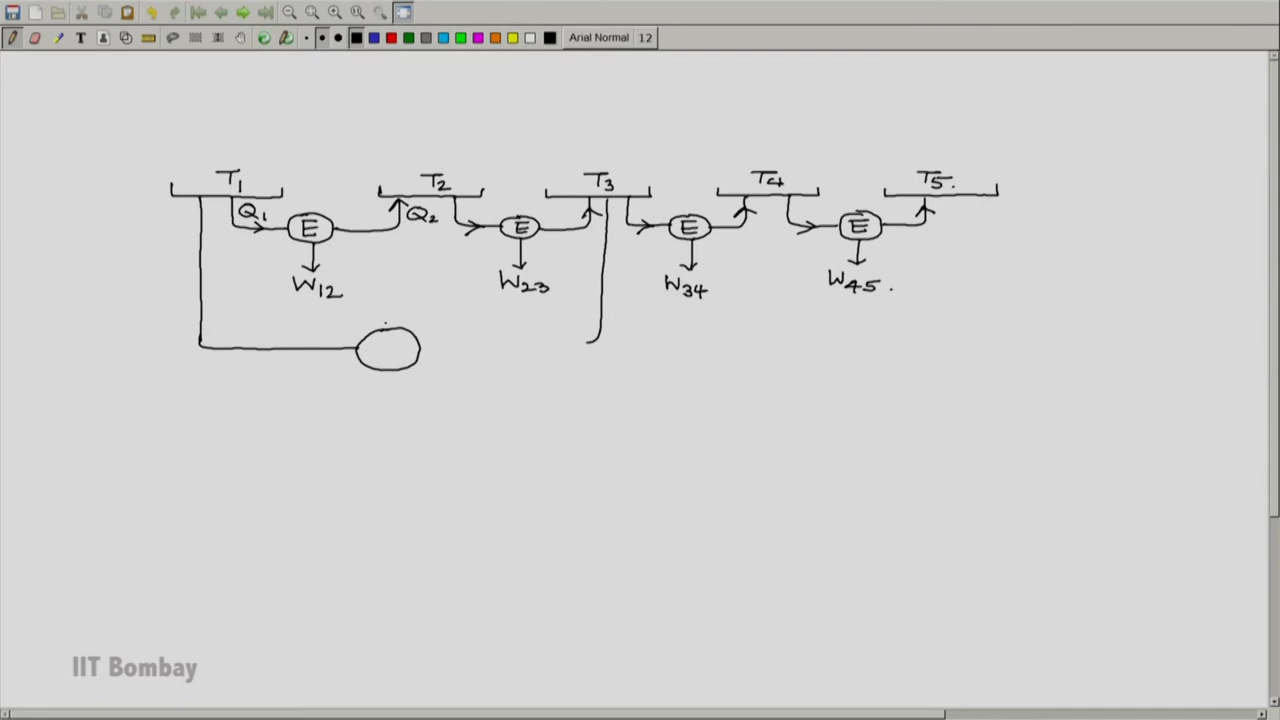 Arial Normal 12
T1 T2 T3 T4 T5.
Q1 E Q2 E E E
W12 W23 W34 W45.
IIT Bombay